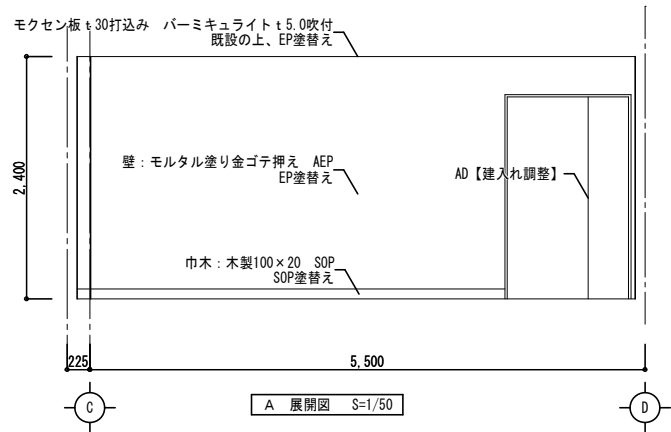 モクセン板 t 30打込み　バーミキュライト t 5.0吹付
既設の上、EP塗替え
2,400
壁：モルタル塗り金ゴテ押え　AEP
EP塗替え
AD【建入れ調整】
巾木：木製100×20　SOP
SOP塗替え
225
5,500
C
A　展開図　S=1/50
D